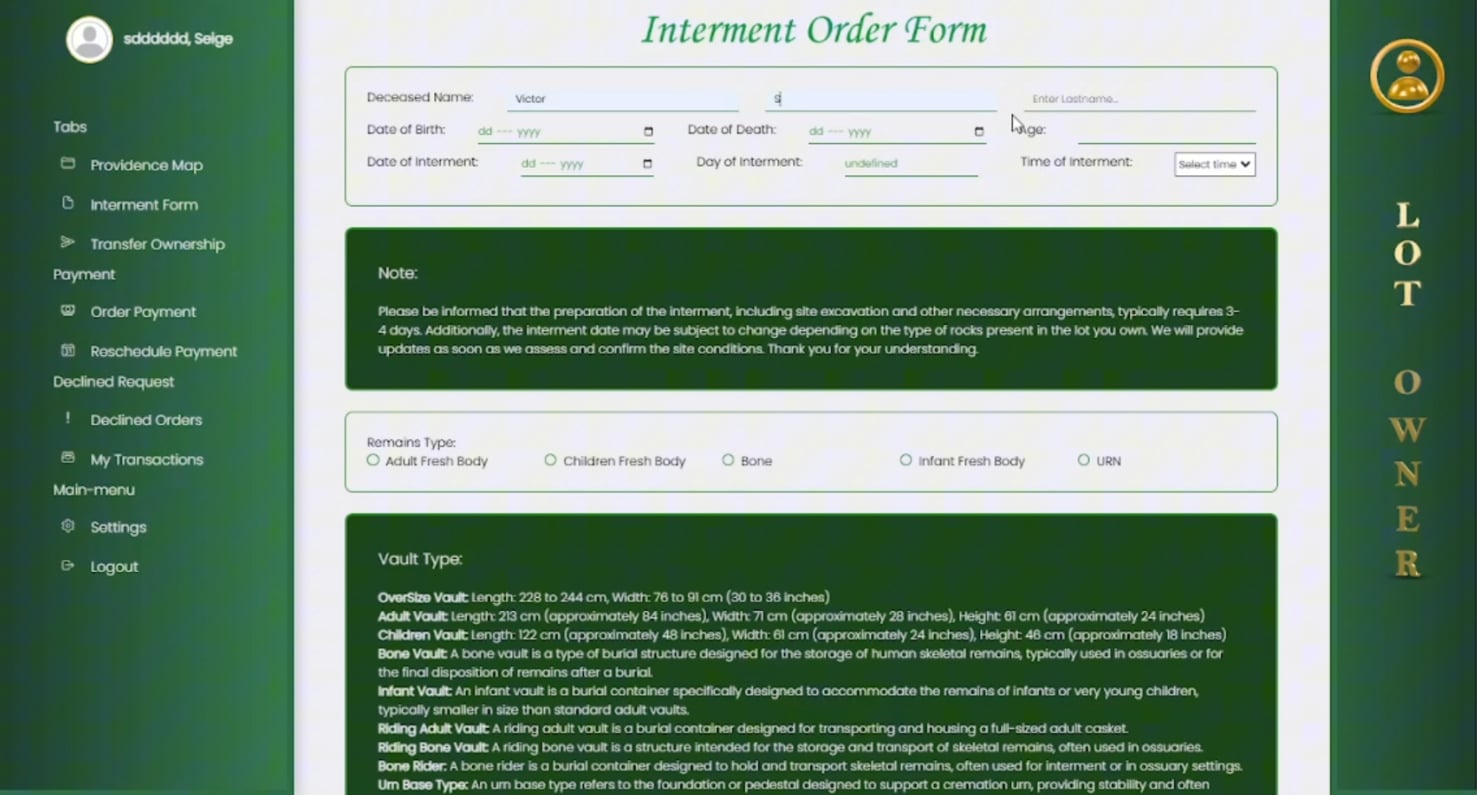 sdddddd, Seige
Tabs
Providence Map
Interment Form
Transfer Ownership
Payment
Order Payment
Reschedule Payment
Declined Request
Declined Orders
My Transactions
Main-menu
Settings
Logout
Interment Order Form
Deceased Name: Victor S Enter Lastname...
Date of Birth: dd --- yyyy Date of Death: dd --- yyyy Age:
Date of Interment: dd --- yyyy Day of Interment: undefined Time of Interment: Select time
Note:
Please be informed that the preparation of the interment, including site excavation and other necessary arrangements, typically requires 3-
4 days. Additionally, the interment date may be subject to change depending on the type of rocks present in the lot you own. We will provide
updates as soon as we assess and confirm the site conditions. Thank you for your understanding.
Remains Type:
Adult Fresh Body Children Fresh Body Bone Infant Fresh Body URN
Vault Type:
OverSize Vault: Length: 228 to 244 cm, Width: 76 to 91 cm (30 to 36 inches)
Adult Vault: Length: 213 cm (approximately 84 inches), Width: 71 cm (approximately 28 inches), Height: 61 cm (approximately 24 inches)
Children Vault: Length: 122 cm (approximately 48 inches), Width: 61 cm (approximately 24 inches), Height: 46 cm (approximately 18 inches)
Bone Vault: A bone vault is a type of burial structure designed for the storage of human skeletal remains, typically used in ossuaries or for
the final disposition of remains after a burial.
Infant Vault: An infant vault is a burial container specifically designed to accommodate the remains of infants or very young children,
typically smaller in size than standard adult vaults.
Riding Adult Vault: A riding adult vault is a burial container designed for transporting and housing a full-sized adult casket.
Riding Bone Vault: A riding bone vault is a structure intended for the storage and transport of skeletal remains, often used in ossuaries.
Bone Rider: A bone rider is a burial container designed to hold and transport skeletal remains, often used for interment or in ossuary settings.
Urn Base Type: An urn base type refers to the foundation or pedestal designed to support a cremation urn, providing stability and often
LOT OWNER